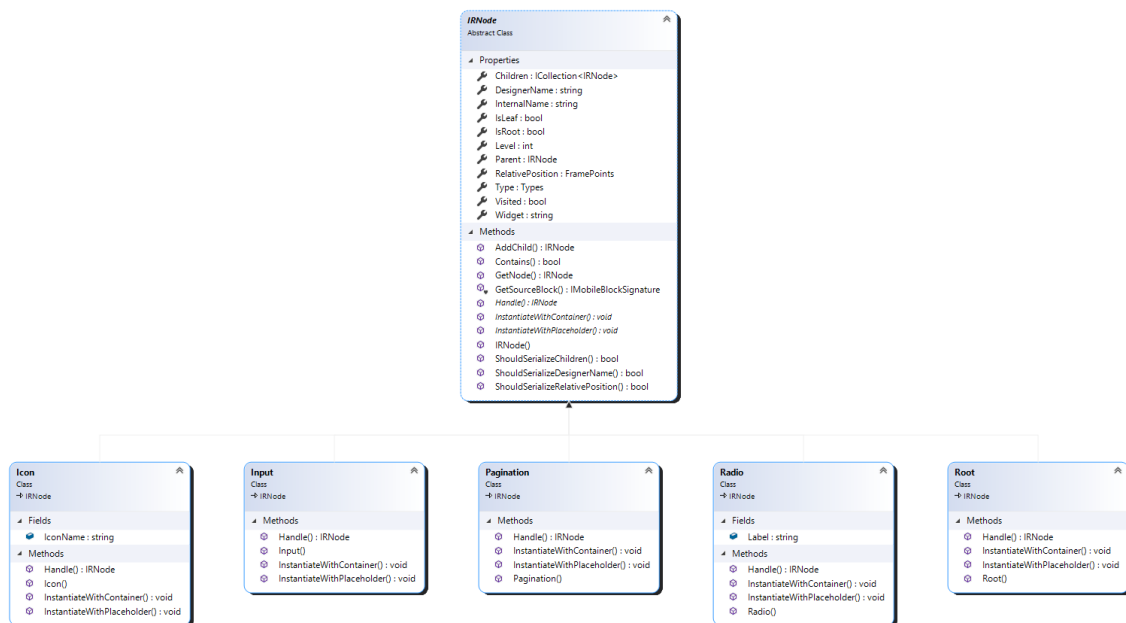 IRNode
Abstract Class
Properties
Children : ICollection<IRNode>
DesignerName : string
InternalName : string
IsLeaf : bool
IsRoot : bool
Level : int
Parent : IRNode
RelativePosition : FramePoints
Type : Types
Visited : bool
Widget : string
Methods
AddChild() : IRNode
Contains() : bool
GetNode() : IRNode
GetSourceBlock() : IMobileBlockSignature
Handle() : IRNode
InstantiateWithContainer() : void
InstantiateWithPlaceholder() : void
IRNode()
ShouldSerializeChildren() : bool
ShouldSerializeDesignerName() : bool
ShouldSerializeRelativePosition() : bool
Icon
Class
IRNode
Fields
IconName : string
Methods
Handle() : IRNode
Icon()
InstantiateWithContainer() : void
InstantiateWithPlaceholder() : void
Input
Class
IRNode
Methods
Handle() : IRNode
Input()
InstantiateWithContainer() : void
InstantiateWithPlaceholder() : void
Pagination
Class
IRNode
Methods
Handle() : IRNode
InstantiateWithContainer() : void
InstantiateWithPlaceholder() : void
Pagination()
Radio
Class
IRNode
Fields
Label : string
Methods
Handle() : IRNode
InstantiateWithContainer() : void
InstantiateWithPlaceholder() : void
Radio()
Root
Class
IRNode
Methods
Handle() : IRNode
InstantiateWithContainer() : void
InstantiateWithPlaceholder() : void
Root()